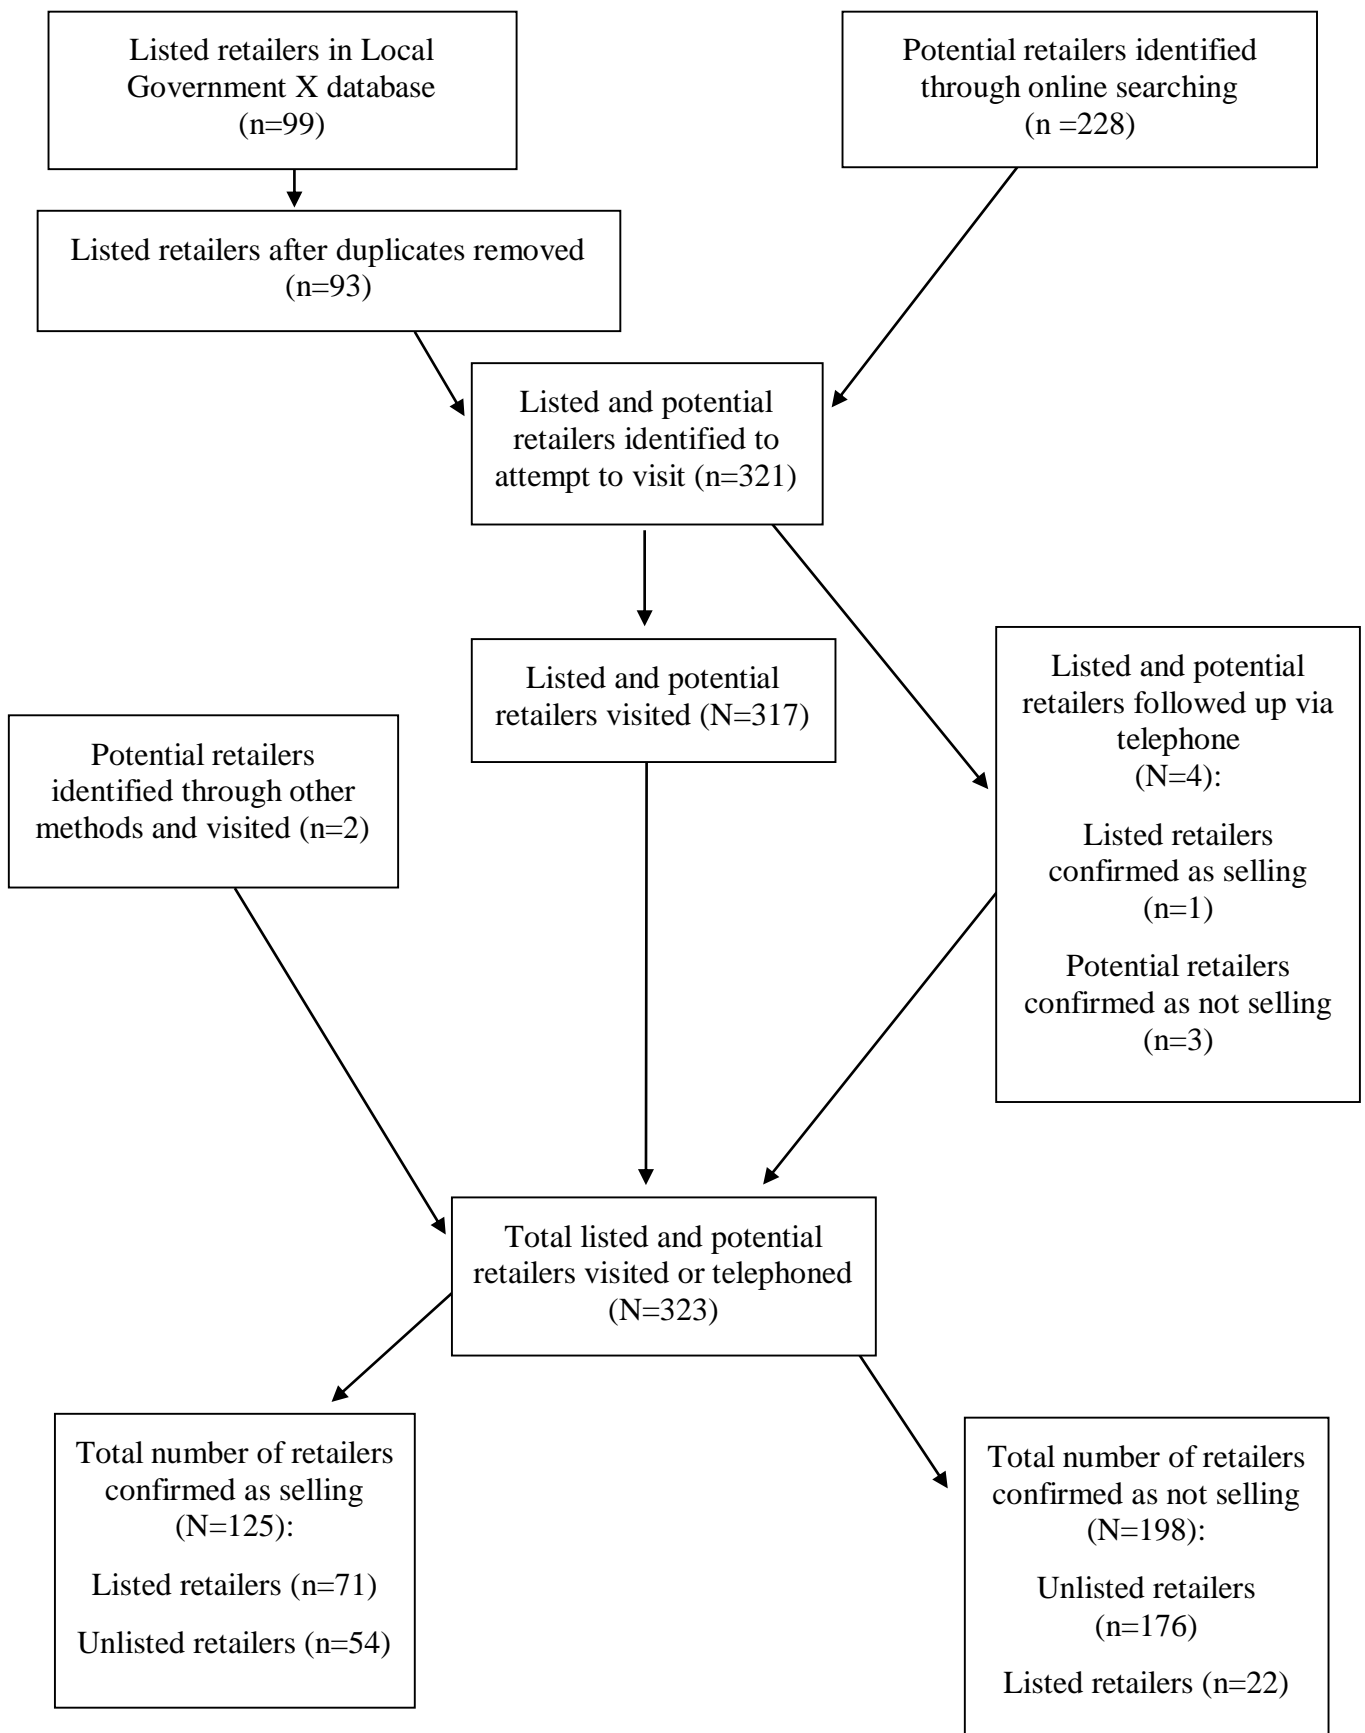 Listed retailers in Local
Government X database
(n=99)
Potential retailers identified
through online searching
(n =228)
Listed retailers after duplicates removed
(n=93)
Listed and potential
retailers identified to
attempt to visit (n=321)
Listed and potential
retailers visited (N=317)
Listed and potential
retailers followed up via
telephone
(N=4):
Listed retailers
confirmed as selling
(n=1)
Potential retailers
confirmed as not selling
(n=3)
Potential retailers
identified through other
methods and visited (n=2)
Total listed and potential
retailers visited or telephoned
(N=323)
Total number of retailers
confirmed as selling
(N=125):
Listed retailers (n=71)
Unlisted retailers (n=54)
Total number of retailers
confirmed as not selling
(N=198):
Unlisted retailers
(n=176)
Listed retailers (n=22)